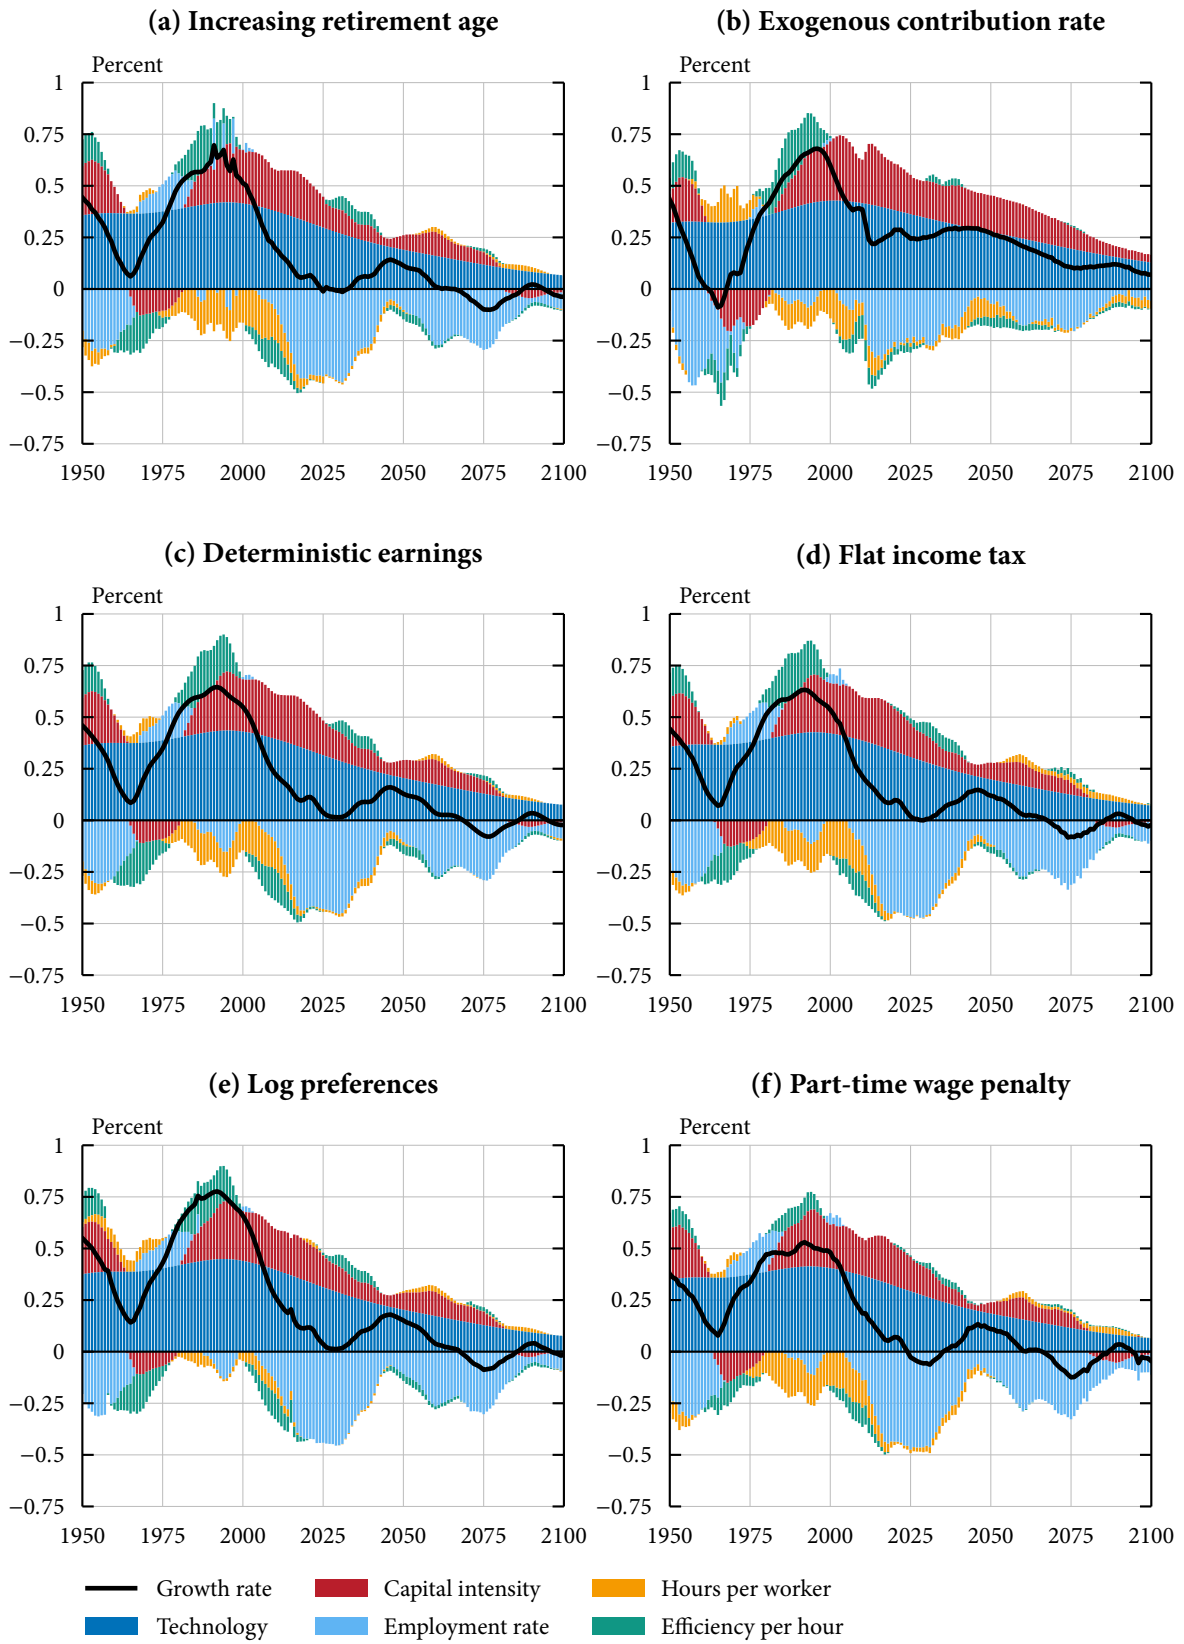 (a) Increasing retirement age
Percent
1
0.75
0.5
0.25
0
−0.25
−0.5
−0.75
1950 1975 2000 2025 2050 2075 2100
(b) Exogenous contribution rate
Percent
1
0.75
0.5
0.25
0
−0.25
−0.5
−0.75
1950 1975 2000 2025 2050 2075 2100
(c) Deterministic earnings
Percent
1
0.75
0.5
0.25
0
−0.25
−0.5
−0.75
1950 1975 2000 2025 2050 2075 2100
(d) Flat income tax
Percent
1
0.75
0.5
0.25
0
−0.25
−0.5
−0.75
1950 1975 2000 2025 2050 2075 2100
(e) Log preferences
Percent
1
0.75
0.5
0.25
0
−0.25
−0.5
−0.75
1950 1975 2000 2025 2050 2075 2100
(f) Part-time wage penalty
Percent
1
0.75
0.5
0.25
0
−0.25
−0.5
−0.75
1950 1975 2000 2025 2050 2075 2100
Growth rate Capital intensity Hours per worker
Technology Employment rate Efficiency per hour